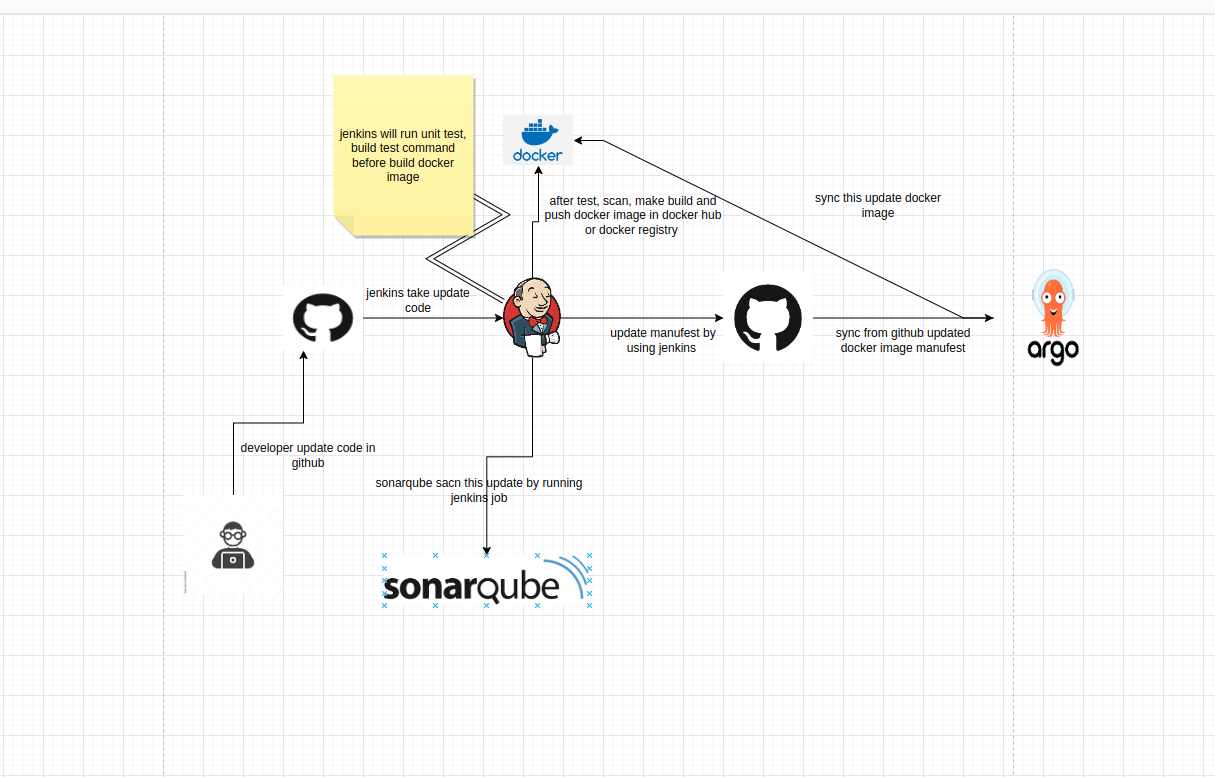 jenkins will run unit test,
build test command
before build docker
image
docker
after test, scan, make build and
push docker image in docker hub
or docker registry
sync this update docker
image
jenkins take update
code
update manufest by
using jenkins
sync from github updated
docker image manufest
argo
developer update code in
github
sonarqube sacn this update by running
jenkins job
sonarqube